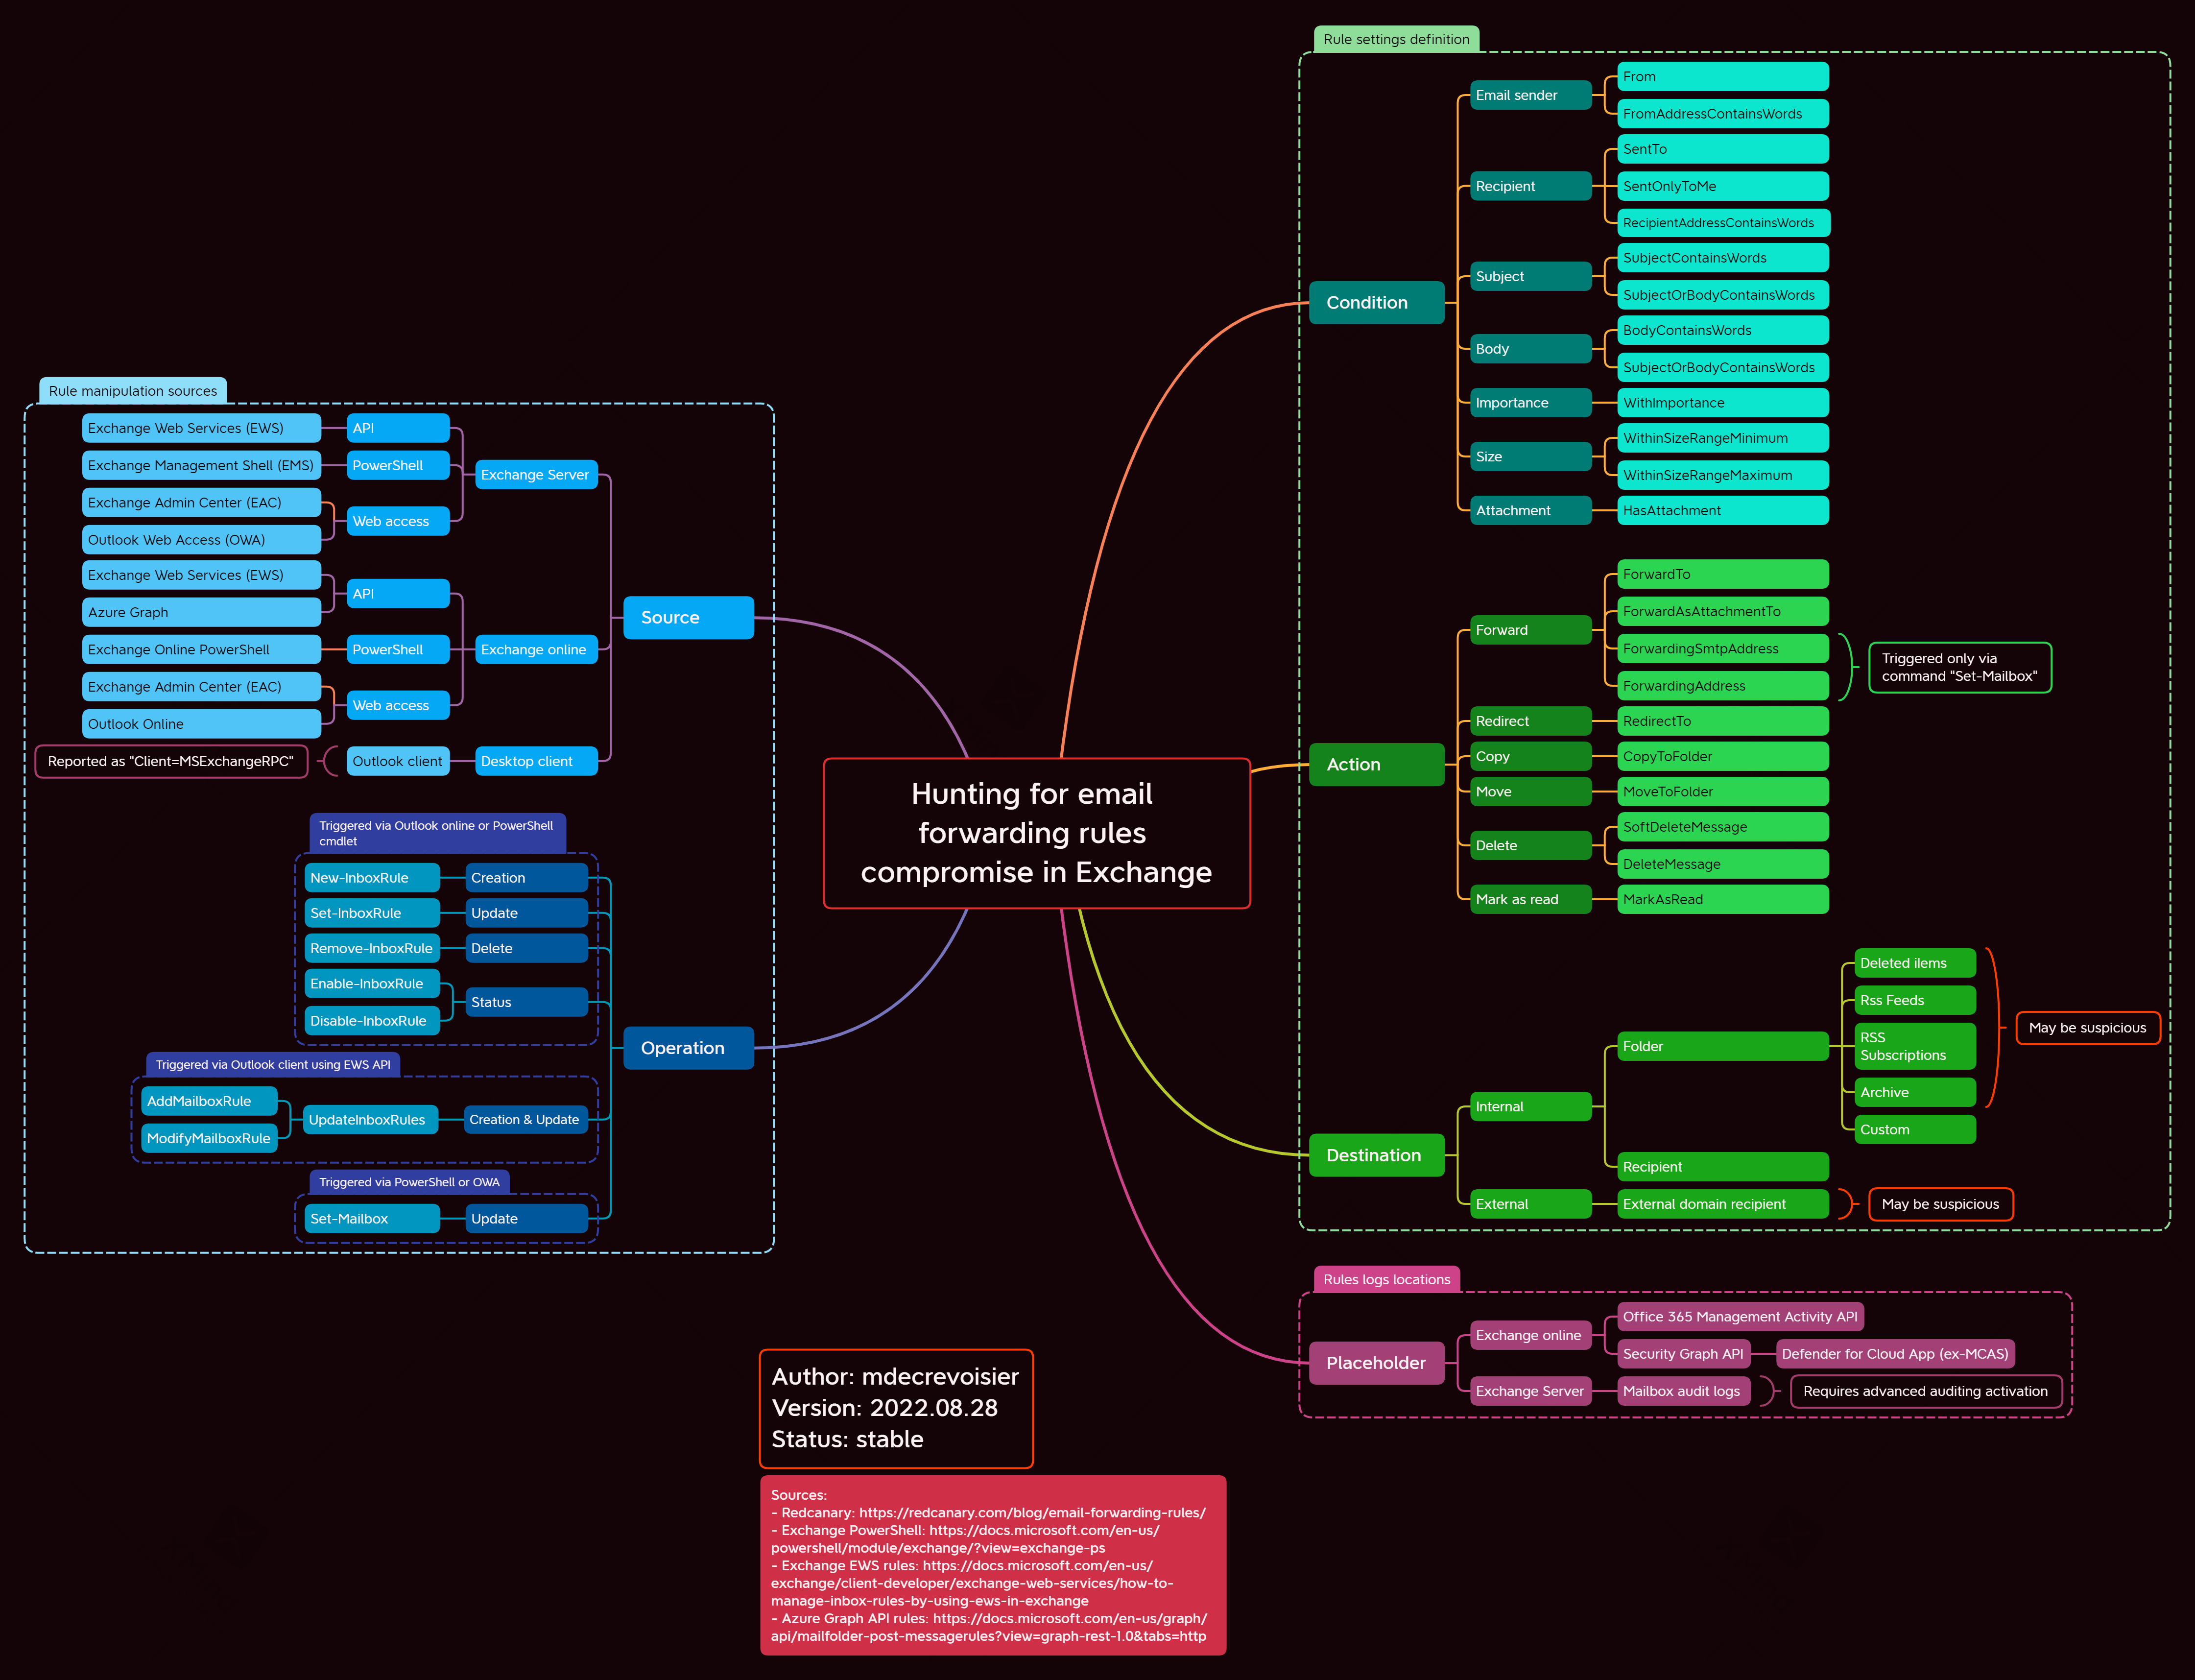 Rule settings definition
Condition
Email sender
From
FromAddressContainsWords
Recipient
SentTo
SentOnlyToMe
RecipientAddressContainsWords
Subject
SubjectContainsWords
SubjectOrBodyContainsWords
Body
BodyContainsWords
SubjectOrBodyContainsWords
Importance
WithImportance
Size
WithinSizeRangeMinimum
WithinSizeRangeMaximum
Attachment
HasAttachment
Action
Forward
ForwardTo
ForwardAsAttachmentTo
ForwardingSmtpAddress
ForwardingAddress
Triggered only via
command "Set-Mailbox"
Redirect
RedirectTo
Copy
CopyToFolder
Move
MoveToFolder
Delete
SoftDeleteMessage
DeleteMessage
Mark as read
MarkAsRead
Destination
Internal
Folder
Deleted ilems
Rss Feeds
RSS
Subscriptions
Archive
Custom
May be suspicious
Recipient
External
External domain recipient
May be suspicious
Rule manipulation sources
Source
Exchange Server
API
Exchange Web Services (EWS)
PowerShell
Exchange Management Shell (EMS)
Web access
Exchange Admin Center (EAC)
Outlook Web Access (OWA)
Exchange online
API
Exchange Web Services (EWS)
Azure Graph
PowerShell
Exchange Online PowerShell
Web access
Exchange Admin Center (EAC)
Outlook Online
Desktop client
Outlook client
Reported as "Client=MSExchangeRPC"
Hunting for email
forwarding rules
compromise in Exchange
Operation
Triggered via Outlook online or PowerShell
cmdlet
Creation
New-InboxRule
Update
Set-InboxRule
Delete
Remove-InboxRule
Status
Enable-InboxRule
Disable-InboxRule
Triggered via Outlook client using EWS API
Creation & Update
UpdateInboxRules
AddMailboxRule
ModifyMailboxRule
Triggered via PowerShell or OWA
Update
Set-Mailbox
Rules logs locations
Placeholder
Exchange online
Office 365 Management Activity API
Security Graph API
Defender for Cloud App (ex-MCAS)
Exchange Server
Mailbox audit logs
Requires advanced auditing activation
Author: mdecrevoisier
Version: 2022.08.28
Status: stable
Sources:
- Redcanary: https://redcanary.com/blog/email-forwarding-rules/
- Exchange PowerShell: https://docs.microsoft.com/en-us/
powershell/module/exchange/?view=exchange-ps
- Exchange EWS rules: https://docs.microsoft.com/en-us/
exchange/client-developer/exchange-web-services/how-to-
manage-inbox-rules-by-using-ews-in-exchange
- Azure Graph API rules: https://docs.microsoft.com/en-us/graph/
api/mailfolder-post-messagerules?view=graph-rest-1.0&tabs=http